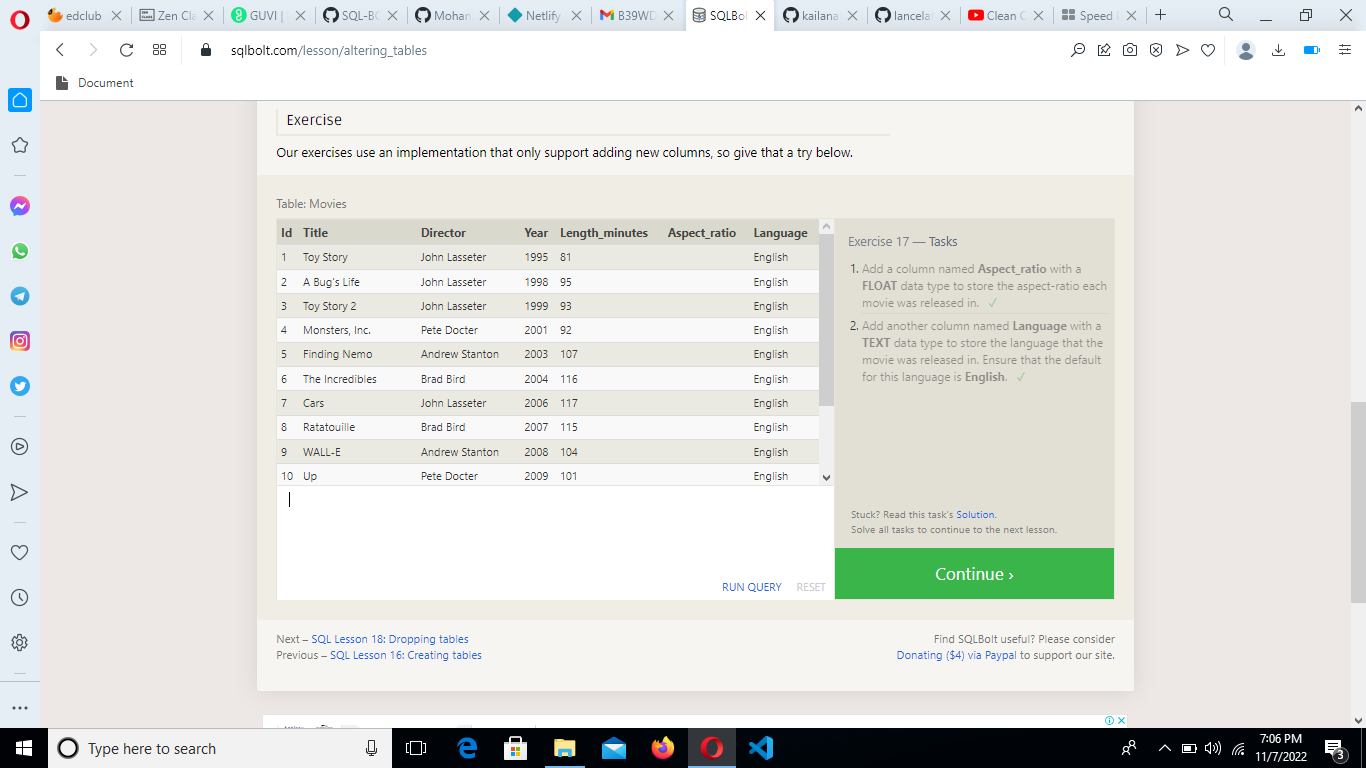 edclub
Zen Cla
GUVI |
SQL-BO
Mohan
Netlify
B39WD
SQLBol
kailana
lancela
Clean C
Speed
sqlbolt.com/lesson/altering_tables
Document
Exercise
Our exercises use an implementation that only support adding new columns, so give that a try below.
Table: Movies
Id Title Director Year Length_minutes Aspect_ratio Language
1 Toy Story John Lasseter 1995 81 English
2 A Bug's Life John Lasseter 1998 95 English
3 Toy Story 2 John Lasseter 1999 93 English
4 Monsters, Inc. Pete Docter 2001 92 English
5 Finding Nemo Andrew Stanton 2003 107 English
6 The Incredibles Brad Bird 2004 116 English
7 Cars John Lasseter 2006 117 English
8 Ratatouille Brad Bird 2007 115 English
9 WALL-E Andrew Stanton 2008 104 English
10 Up Pete Docter 2009 101 English
RUN QUERY RESET
Exercise 17 — Tasks
1. Add a column named Aspect_ratio with a
FLOAT data type to store the aspect-ratio each
movie was released in. ✓
2. Add another column named Language with a
TEXT data type to store the language that the
movie was released in. Ensure that the default
for this language is English. ✓
Stuck? Read this task's Solution.
Solve all tasks to continue to the next lesson.
Continue ›
Next – SQL Lesson 18: Dropping tables
Previous – SQL Lesson 16: Creating tables
Find SQLBolt useful? Please consider
Donating ($4) via Paypal to support our site.
Type here to search
7:06 PM
11/7/2022
3